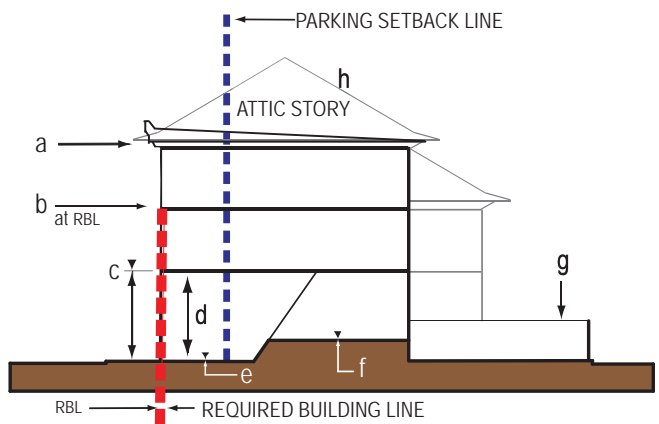 PARKING SETBACK LINE
h
ATTIC STORY
a
b
at RBL
c
d
g
e
f
RBL
REQUIRED BUILDING LINE